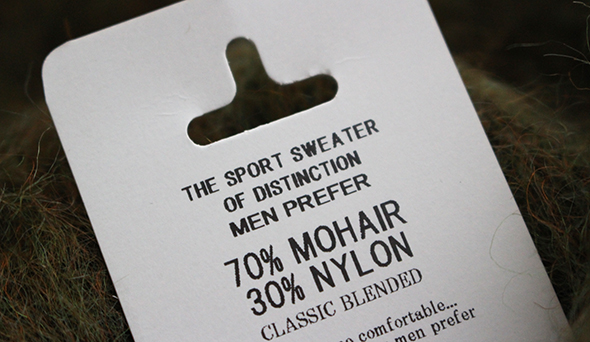 THE SPORT SWEATER
OF DISTINCTION
MEN PREFER
70% MOHAIR
30% NYLON
CLASSIC BLENDED
comfortable...
men prefer